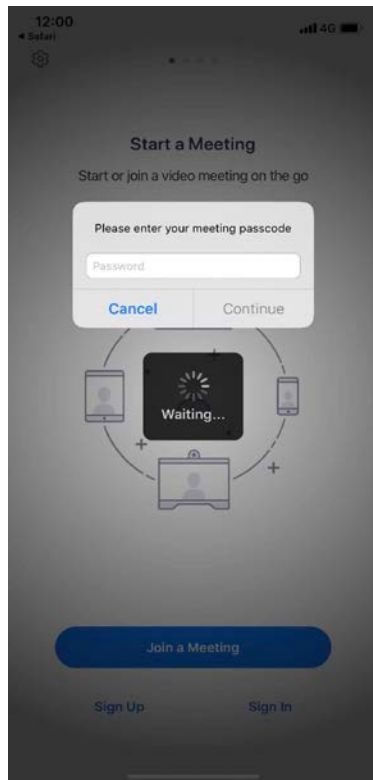 12:00
4G
◀ Safari
Start a Meeting
Start or join a video meeting on the go
Please enter your meeting passcode
Password
Cancel
Continue
Waiting...
Join a Meeting
Sign Up
Sign In